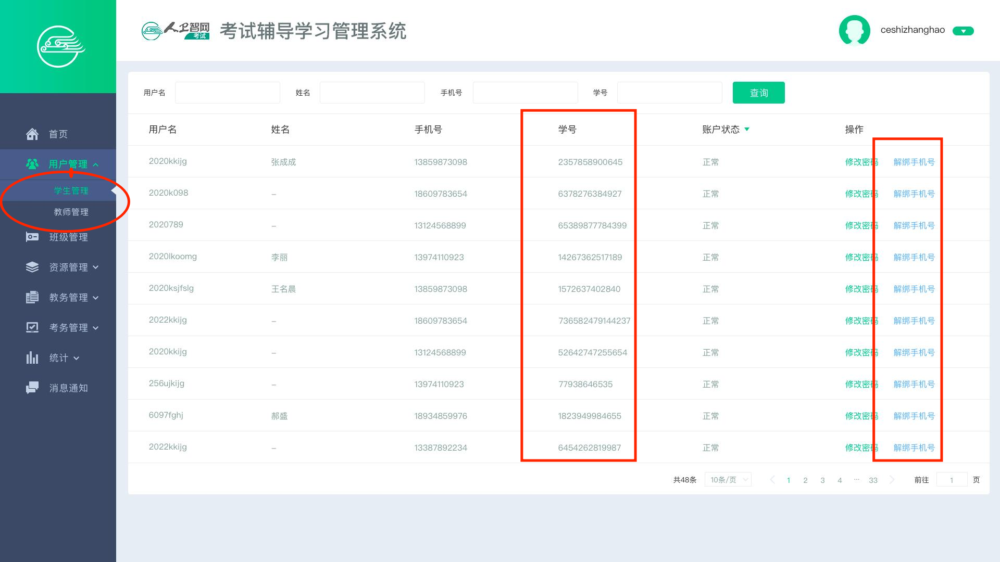 人卫智网
考试
考试辅导学习管理系统
ceshizhanghao
首页
用户管理
学生管理
教师管理
班级管理
资源管理
教务管理
考务管理
统计
消息通知
用户名 姓名 手机号 学号 查询
用户名 姓名 手机号 学号 账户状态 操作
2020kkijg 张成成 13859873098 2357858900645 正常 修改密码 解绑手机号
2020k098 – 18609783654 6378276384927 正常 修改密码 解绑手机号
2020789 – 13124568899 65389877784399 正常 修改密码 解绑手机号
2020lkoomg 李丽 13974110923 14267362517189 正常 修改密码 解绑手机号
2020ksjfslg 王名晨 13859873098 1572637402840 正常 修改密码 解绑手机号
2022kkijg – 18609783654 736582479144237 正常 修改密码 解绑手机号
2020kkijg – 13124568899 52642747255654 正常 修改密码 解绑手机号
256ujkijg – 13974110923 77938646535 正常 修改密码 解绑手机号
6097fghj 郝盛 18934859976 1823949984655 正常 修改密码 解绑手机号
2022kkijg – 13387892234 6454262819987 正常 修改密码 解绑手机号
共48条 10条/页 1 2 3 4 ··· 33 前往 1 页